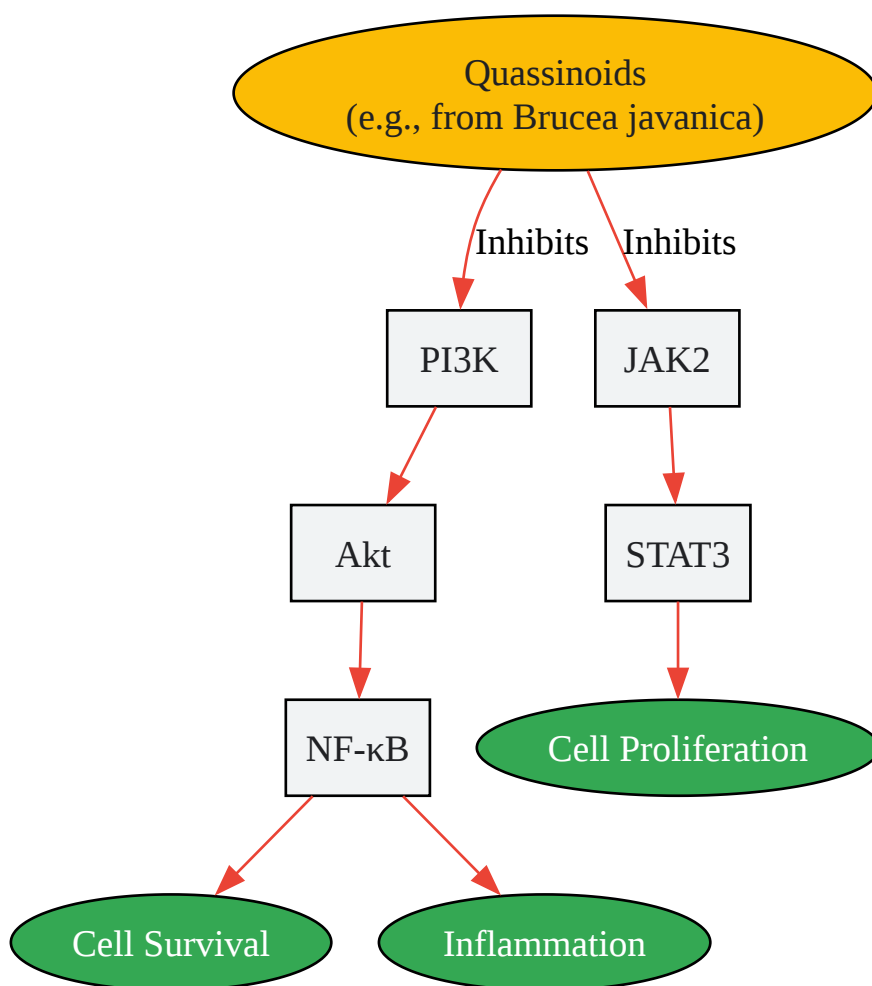 Quassinoids
(e.g., from Brucea javanica)
Inhibits
Inhibits
PI3K
JAK2
Akt
STAT3
NF-κB
Cell Proliferation
Cell Survival
Inflammation